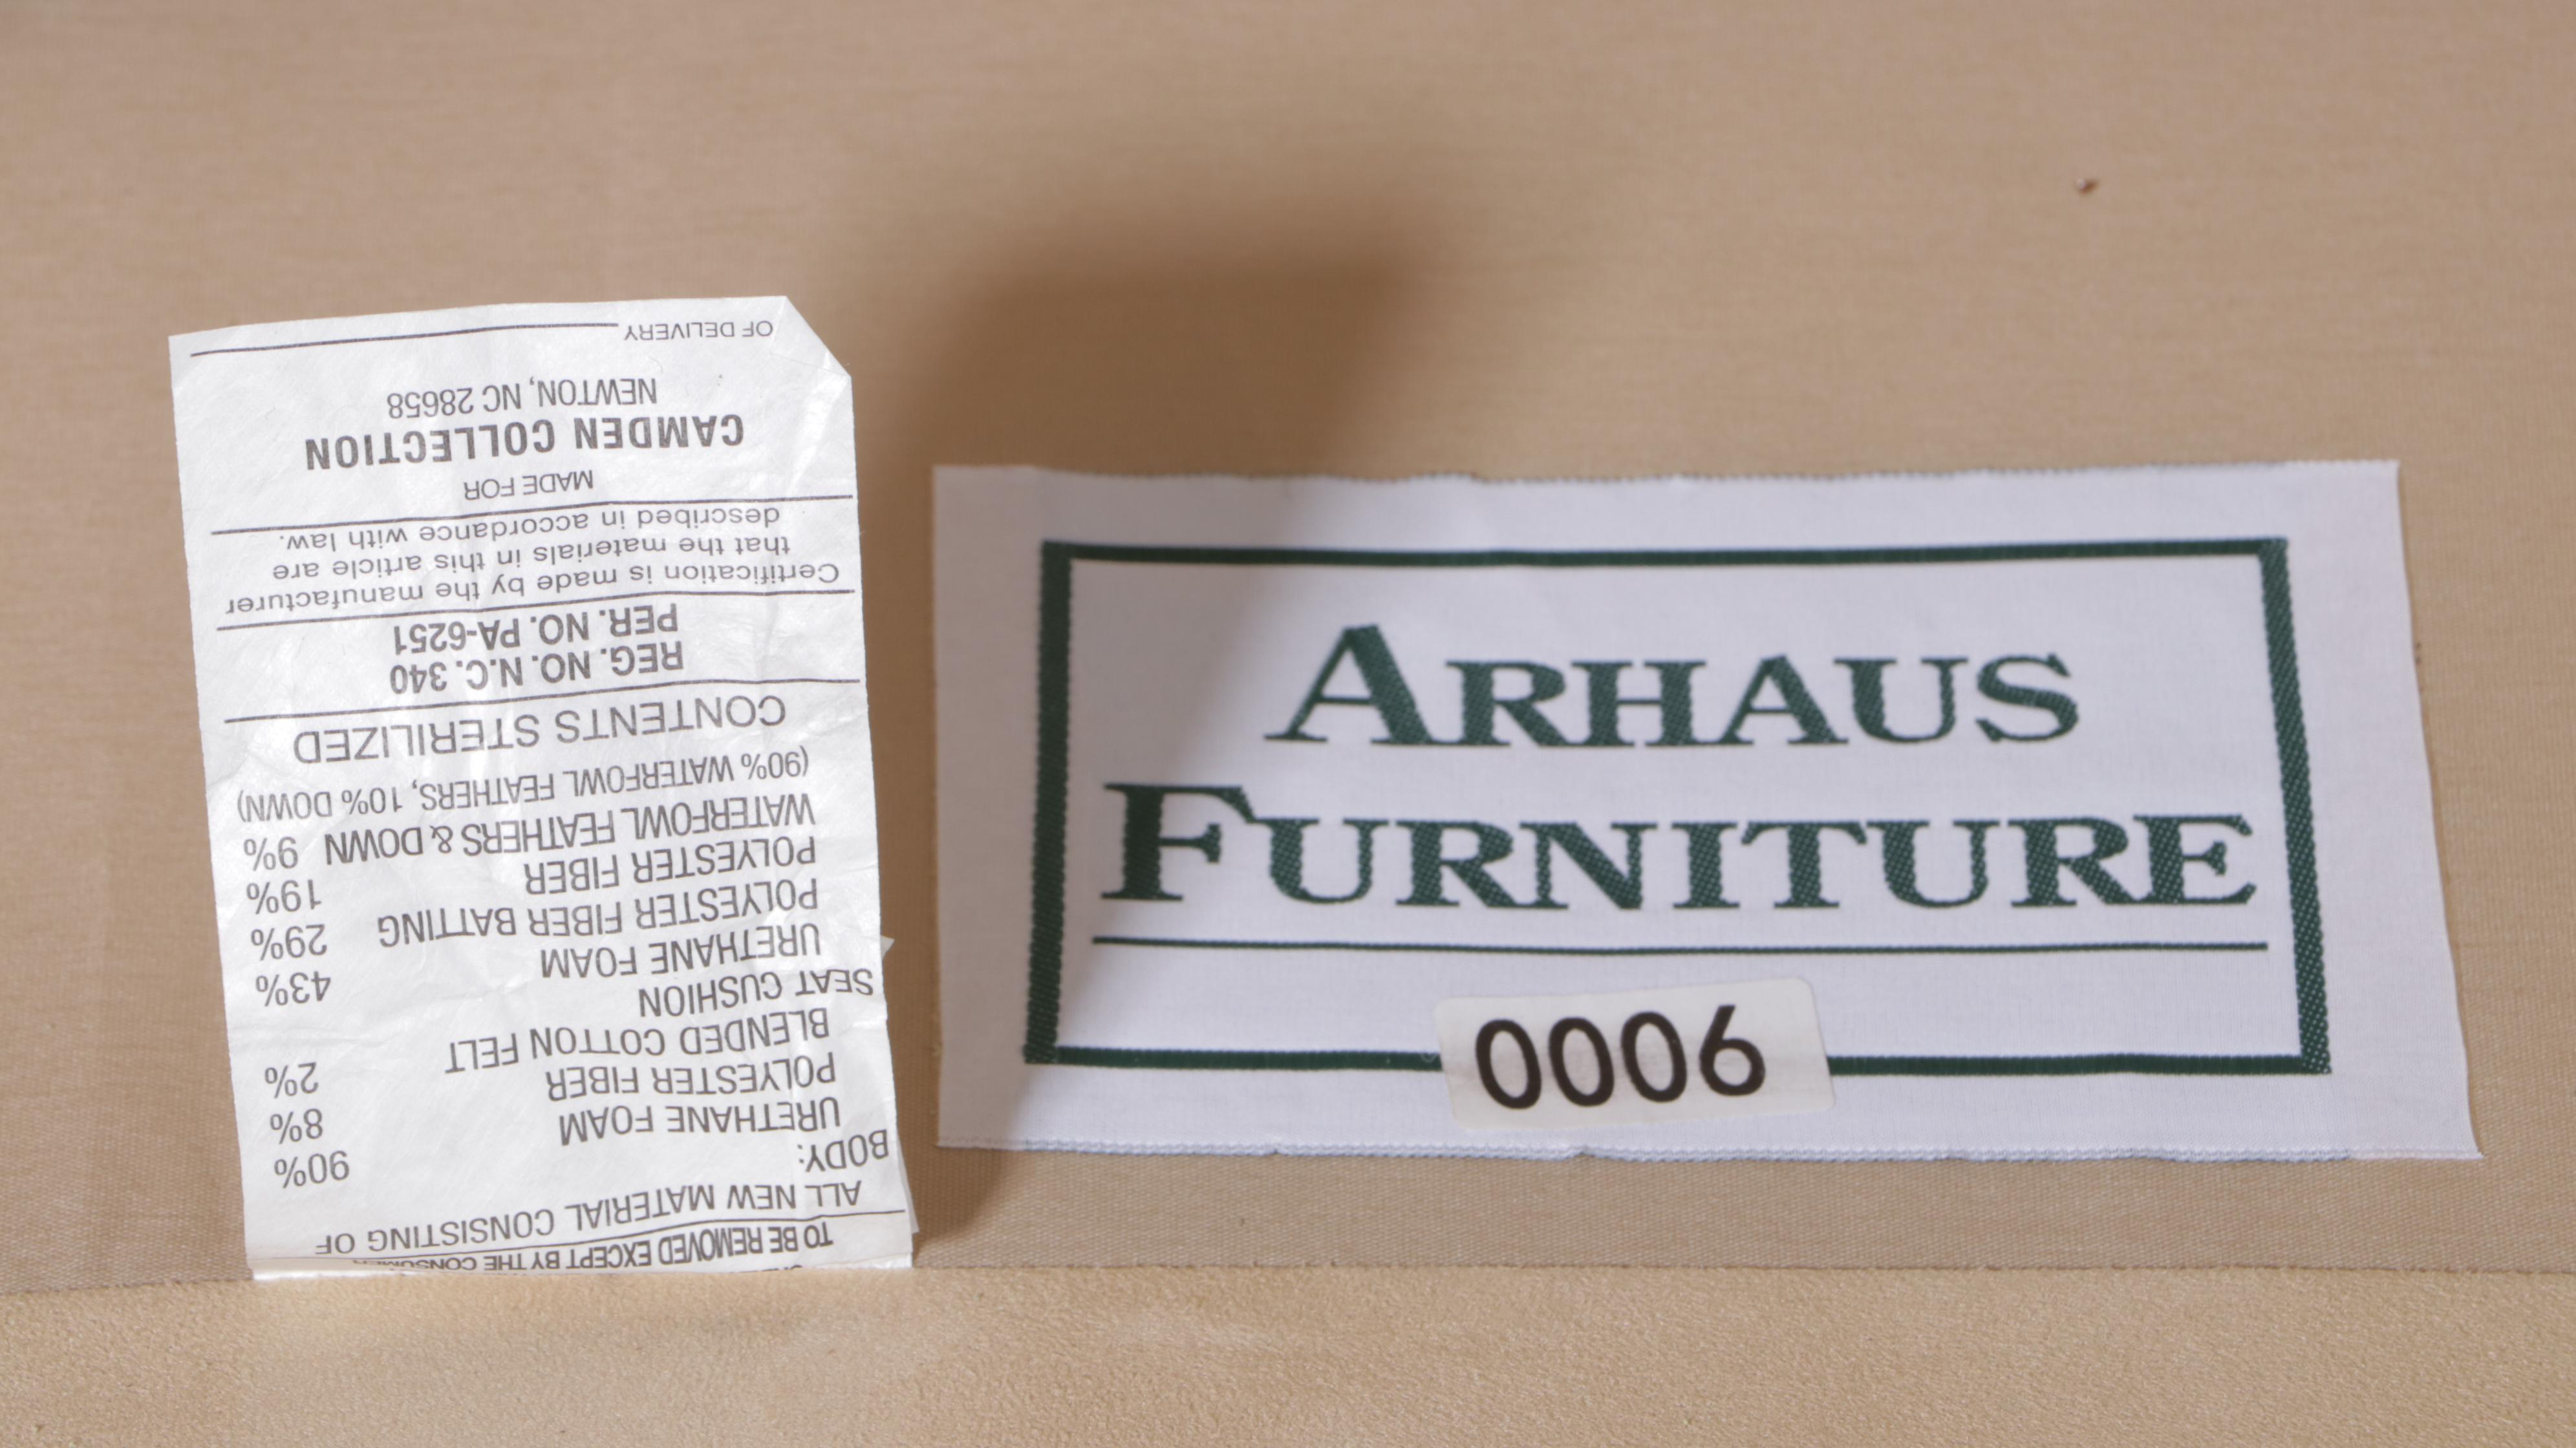 TO BE REMOVED EXCEPT BY THE CONSUMER
ALL NEW MATERIAL CONSISTING OF
BODY:
URETHANE FOAM 90%
POLYESTER FIBER 8%
BLENDED COTTON FELT 2%
SEAT CUSHION
URETHANE FOAM 43%
POLYESTER FIBER BATTING 29%
POLYESTER FIBER 19%
WATERFOWL FEATHERS & DOWN 9%
(90% WATERFOWL FEATHERS, 10% DOWN)
CONTENTS STERILIZED
REG. NO. N.C. 340
PER. NO. PA-6251
Certification is made by the manufacturer
that the materials in this article are
described in accordance with law.
MADE FOR
CAMDEN COLLECTION
NEWTON, NC 28658
OF DELIVERY
ARHAUS
FURNITURE
0006